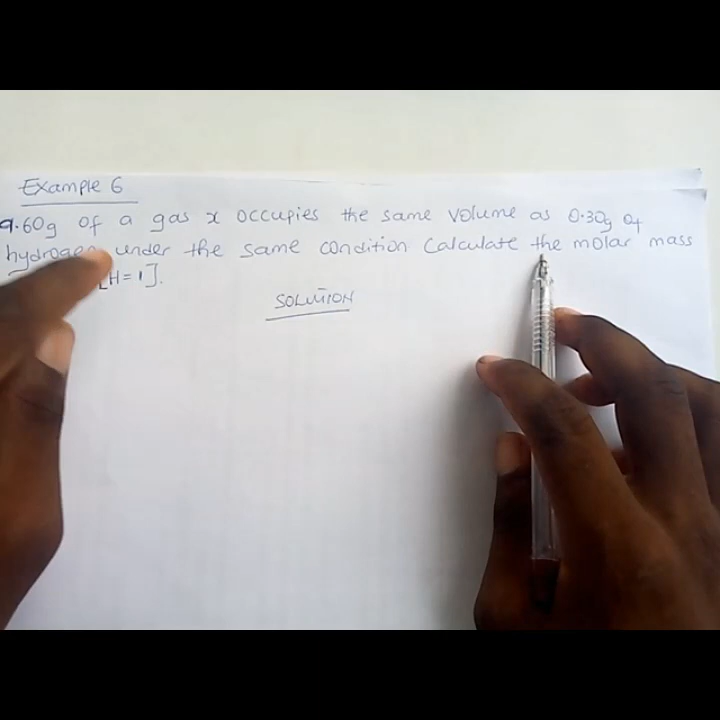 Example 6
9.60g of a gas x occupies the same volume as 0.30g of
hydrogen under the same condition Calculate the molar mass
[H=1].
SOLUTION